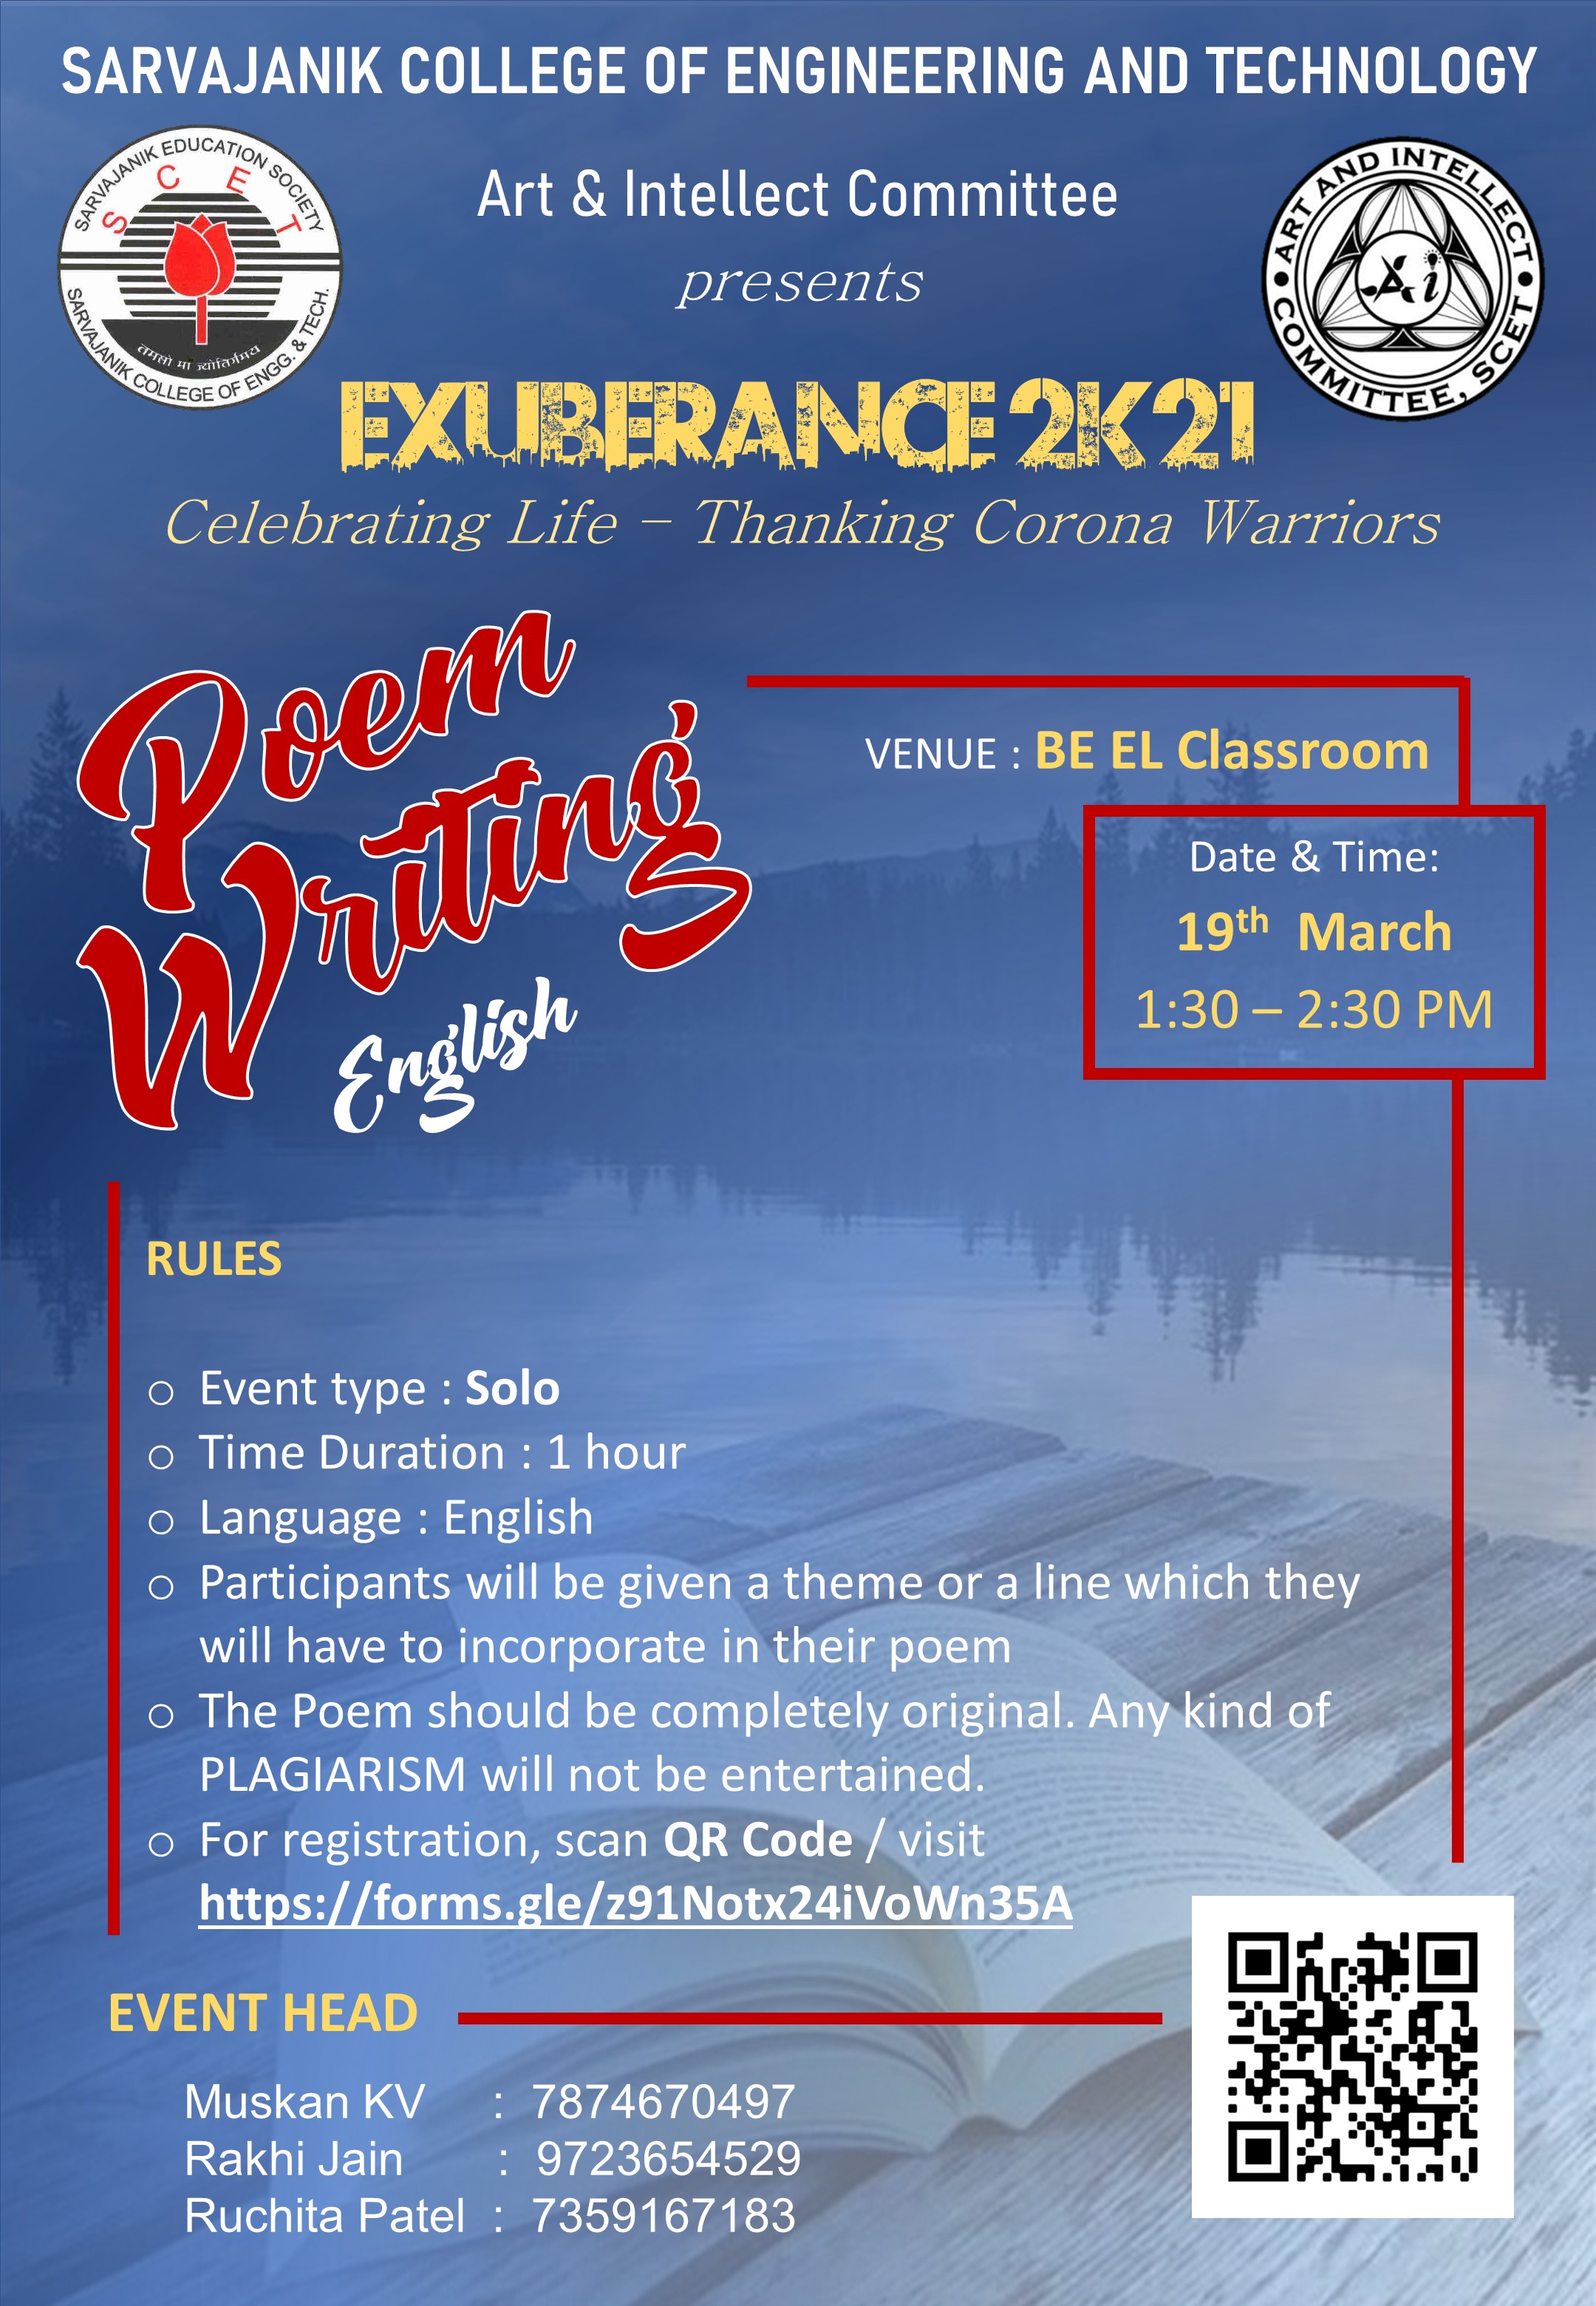 SARVAJANIK COLLEGE OF ENGINEERING AND TECHNOLOGY
SARVAJANIK EDUCATION SOCIETY
S C E T
तमसो मा ज्योतिर्गमय
SARVAJANIK COLLEGE OF ENGG. & TECH.
Art & Intellect Committee
presents
ART AND INTELLECT
Ai
COMMITTEE, SCET
EXUBERANCE 2K21
Celebrating Life – Thanking Corona Warriors
Poem
Writing
English
VENUE : BE EL Classroom
Date & Time:
19th March
1:30 – 2:30 PM
RULES
o Event type : Solo
o Time Duration : 1 hour
o Language : English
o Participants will be given a theme or a line which they
will have to incorporate in their poem
o The Poem should be completely original. Any kind of
PLAGIARISM will not be entertained.
o For registration, scan QR Code / visit
https://forms.gle/z91Notx24iVoWn35A
EVENT HEAD
Muskan KV : 7874670497
Rakhi Jain : 9723654529
Ruchita Patel : 7359167183